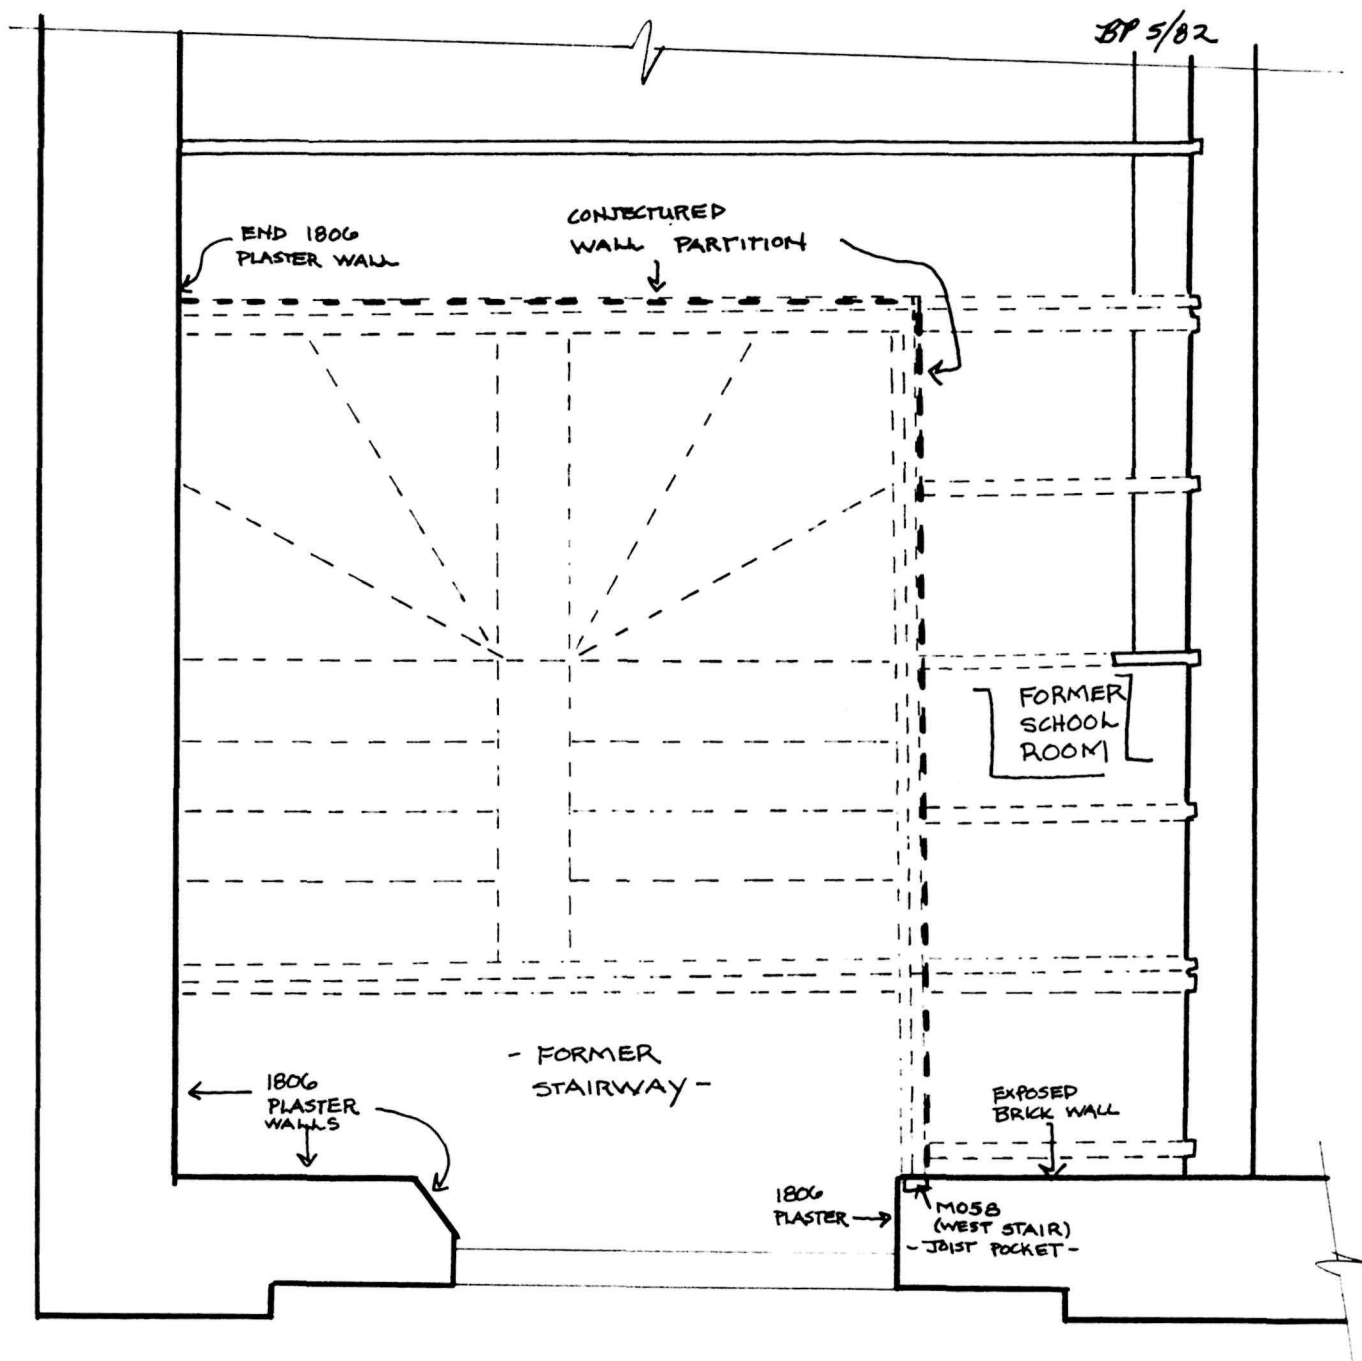 BP 5/82
CONJECTURED
WALL PARTITION
END 1806
PLASTER WALL
FORMER
SCHOOL
ROOM
- FORMER
STAIRWAY -
1806
PLASTER
WALLS
EXPOSED
BRICK WALL
1806
PLASTER
M058
(WEST STAIR)
- JOIST POCKET -